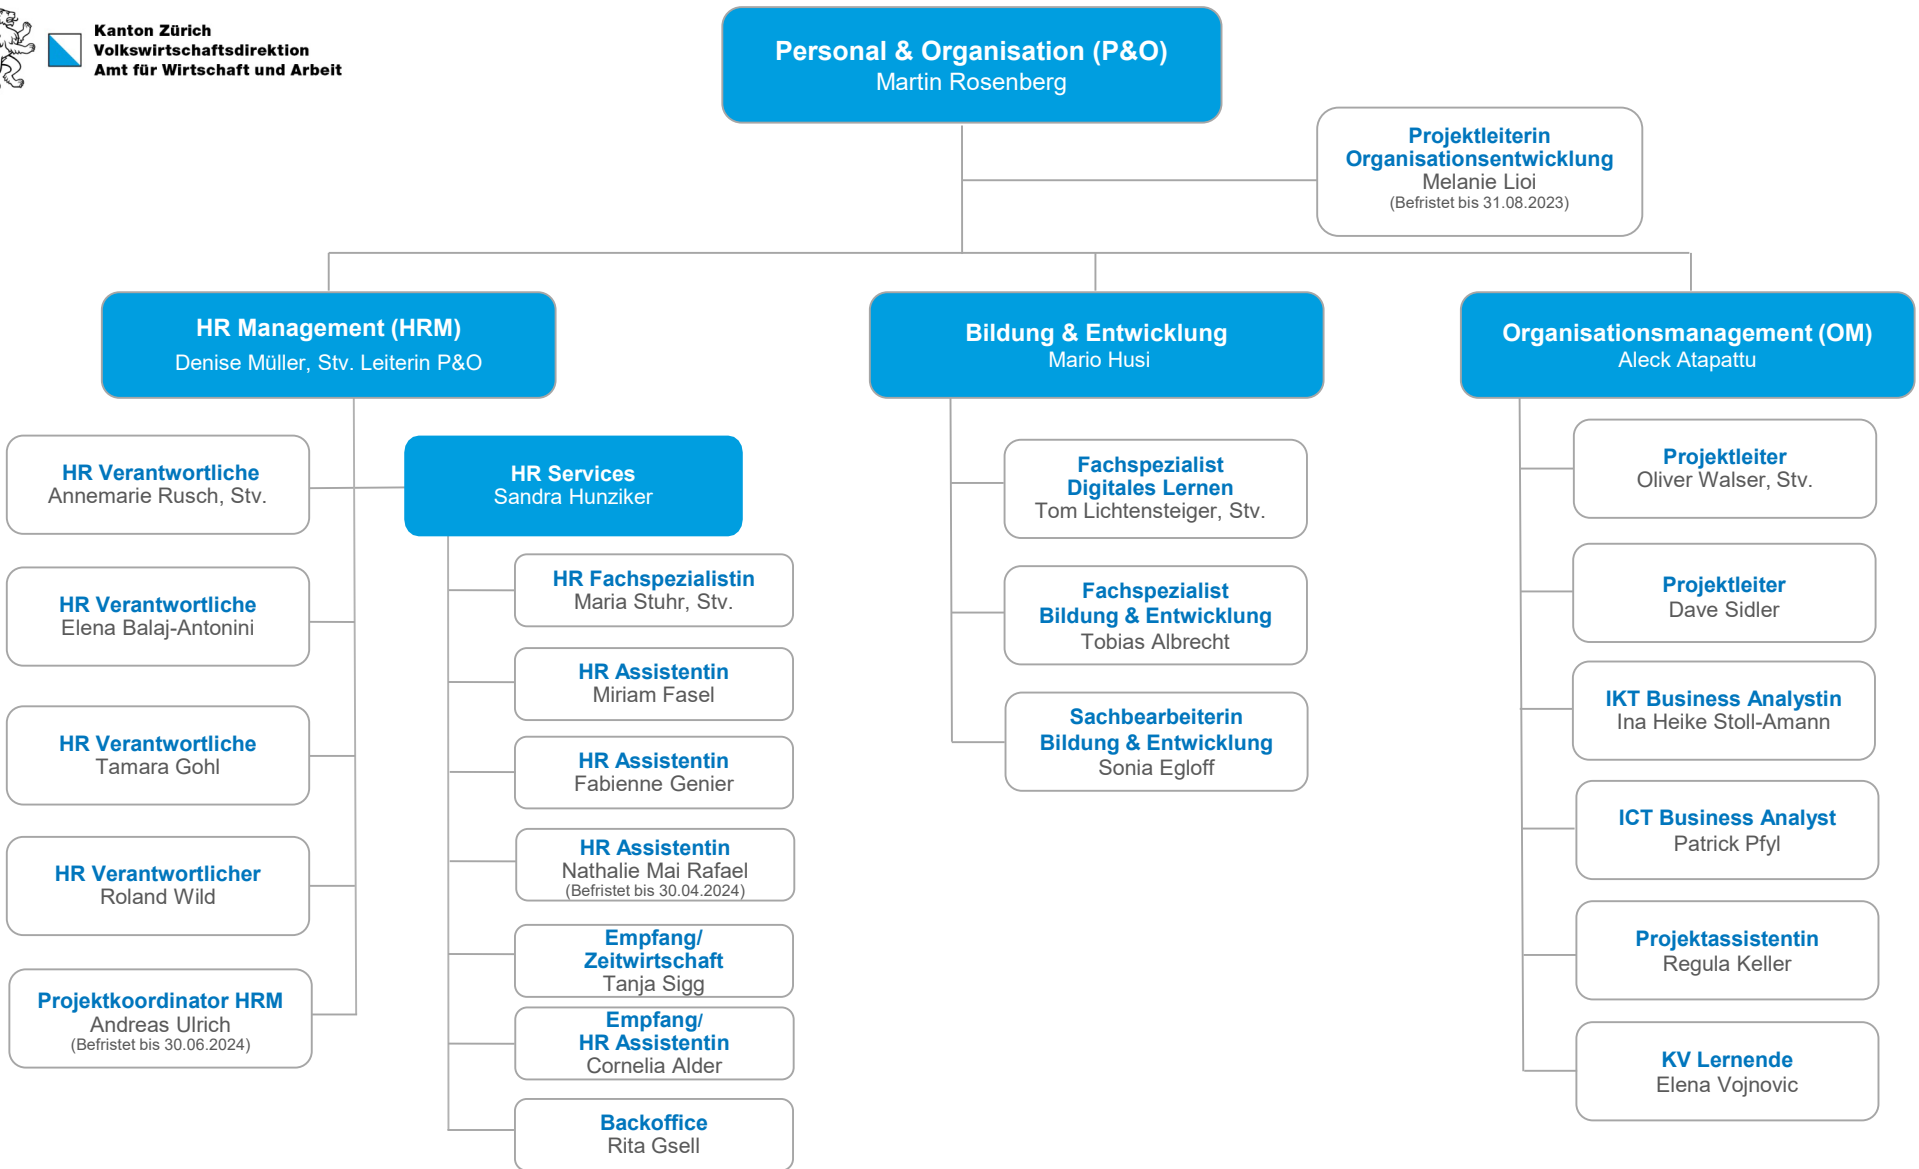 Kanton Zürich
Volkswirtschaftsdirektion
Amt für Wirtschaft und Arbeit
Personal & Organisation (P&O)
Martin Rosenberg
Projektleiterin
Organisationsentwicklung
Melanie Lioi
(Befristet bis 31.08.2023)
HR Management (HRM)
Denise Müller, Stv. Leiterin P&O
HR Verantwortliche
Annemarie Rusch, Stv.
HR Verantwortliche
Elena Balaj-Antonini
HR Verantwortliche
Tamara Gohl
HR Verantwortlicher
Roland Wild
Projektkoordinator HRM
Andreas Ulrich
(Befristet bis 30.06.2024)
HR Services
Sandra Hunziker
HR Fachspezialistin
Maria Stuhr, Stv.
HR Assistentin
Miriam Fasel
HR Assistentin
Fabienne Genier
HR Assistentin
Nathalie Mai Rafael
(Befristet bis 30.04.2024)
Empfang/
Zeitwirtschaft
Tanja Sigg
Empfang/
HR Assistentin
Cornelia Alder
Backoffice
Rita Gsell
Bildung & Entwicklung
Mario Husi
Fachspezialist
Digitales Lernen
Tom Lichtensteiger, Stv.
Fachspezialist
Bildung & Entwicklung
Tobias Albrecht
Sachbearbeiterin
Bildung & Entwicklung
Sonia Egloff
Organisationsmanagement (OM)
Aleck Atapattu
Projektleiter
Oliver Walser, Stv.
Projektleiter
Dave Sidler
IKT Business Analystin
Ina Heike Stoll-Amann
ICT Business Analyst
Patrick Pfyl
Projektassistentin
Regula Keller
KV Lernende
Elena Vojnovic